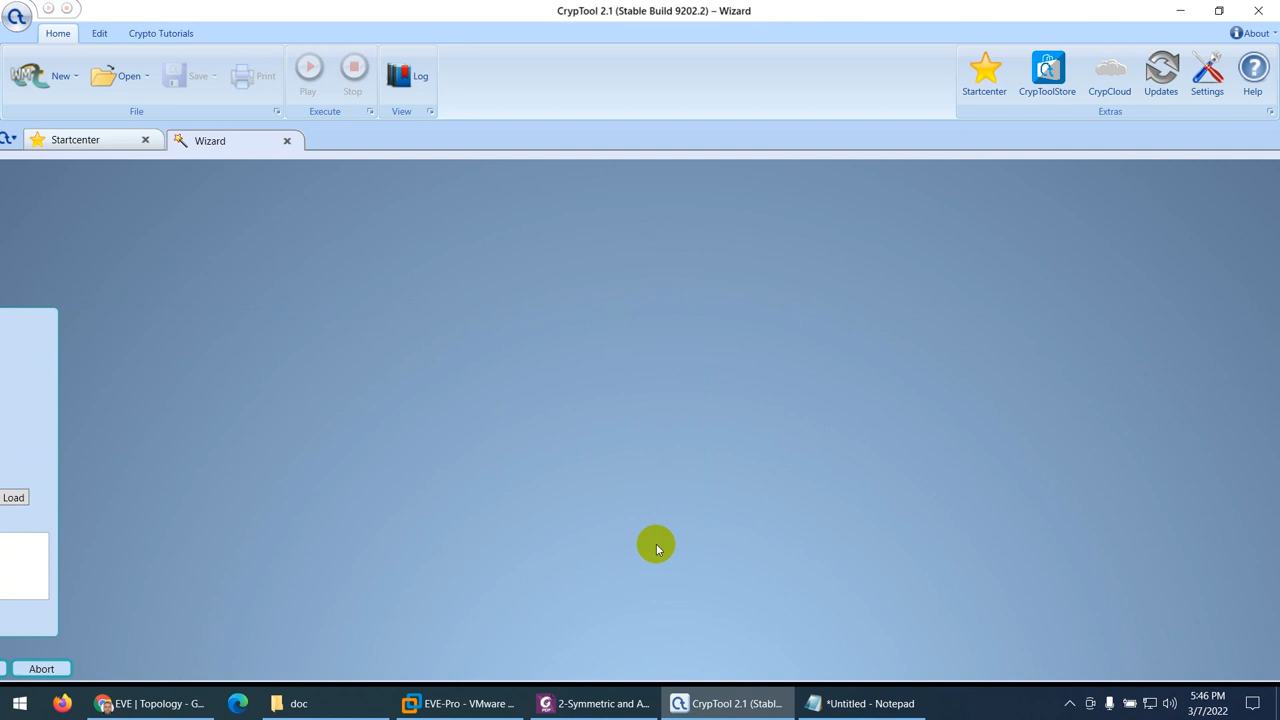 CrypTool 2.1 (Stable Build 9202.2) – Wizard
Home Edit Crypto Tutorials About
New Open Save Print Play Stop Log Startcenter CrypToolStore CrypCloud Updates Settings Help
File Execute View Extras
Startcenter Wizard
Load
Abort
EVE | Topology - G... doc EVE-Pro - VMware ... 2-Symmetric and A... CrypTool 2.1 (Stabl... *Untitled - Notepad
5:46 PM
3/7/2022